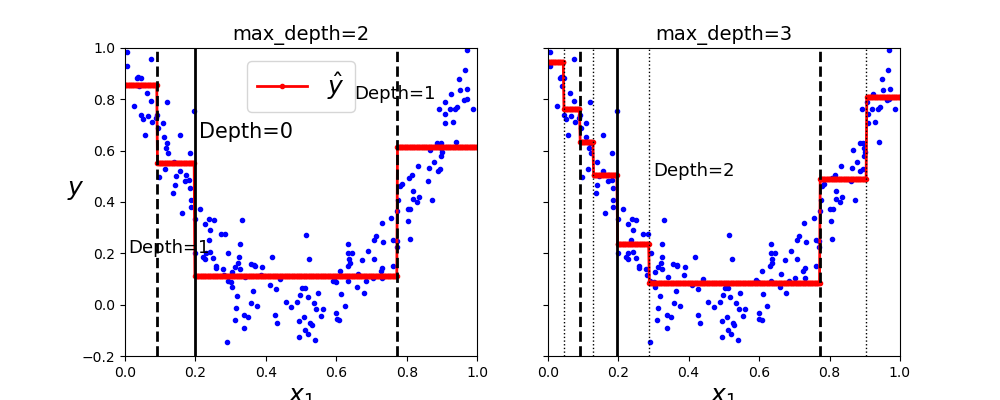 max_depth=2
1.0
0.8
0.6
0.4
0.2
0.0
−0.2
y
ŷ
Depth=1
Depth=0
Depth=1
0.0 0.2 0.4 0.6 0.8 1.0
x₁
max_depth=3
Depth=2
0.0 0.2 0.4 0.6 0.8 1.0
x₁